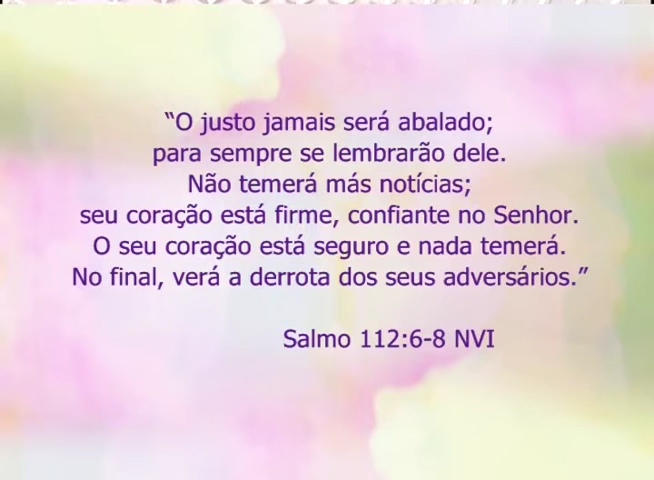 “O justo jamais será abalado;
para sempre se lembrarão dele.
Não temerá más notícias;
seu coração está firme, confiante no Senhor.
O seu coração está seguro e nada temerá.
No final, verá a derrota dos seus adversários.”
Salmo 112:6-8 NVI